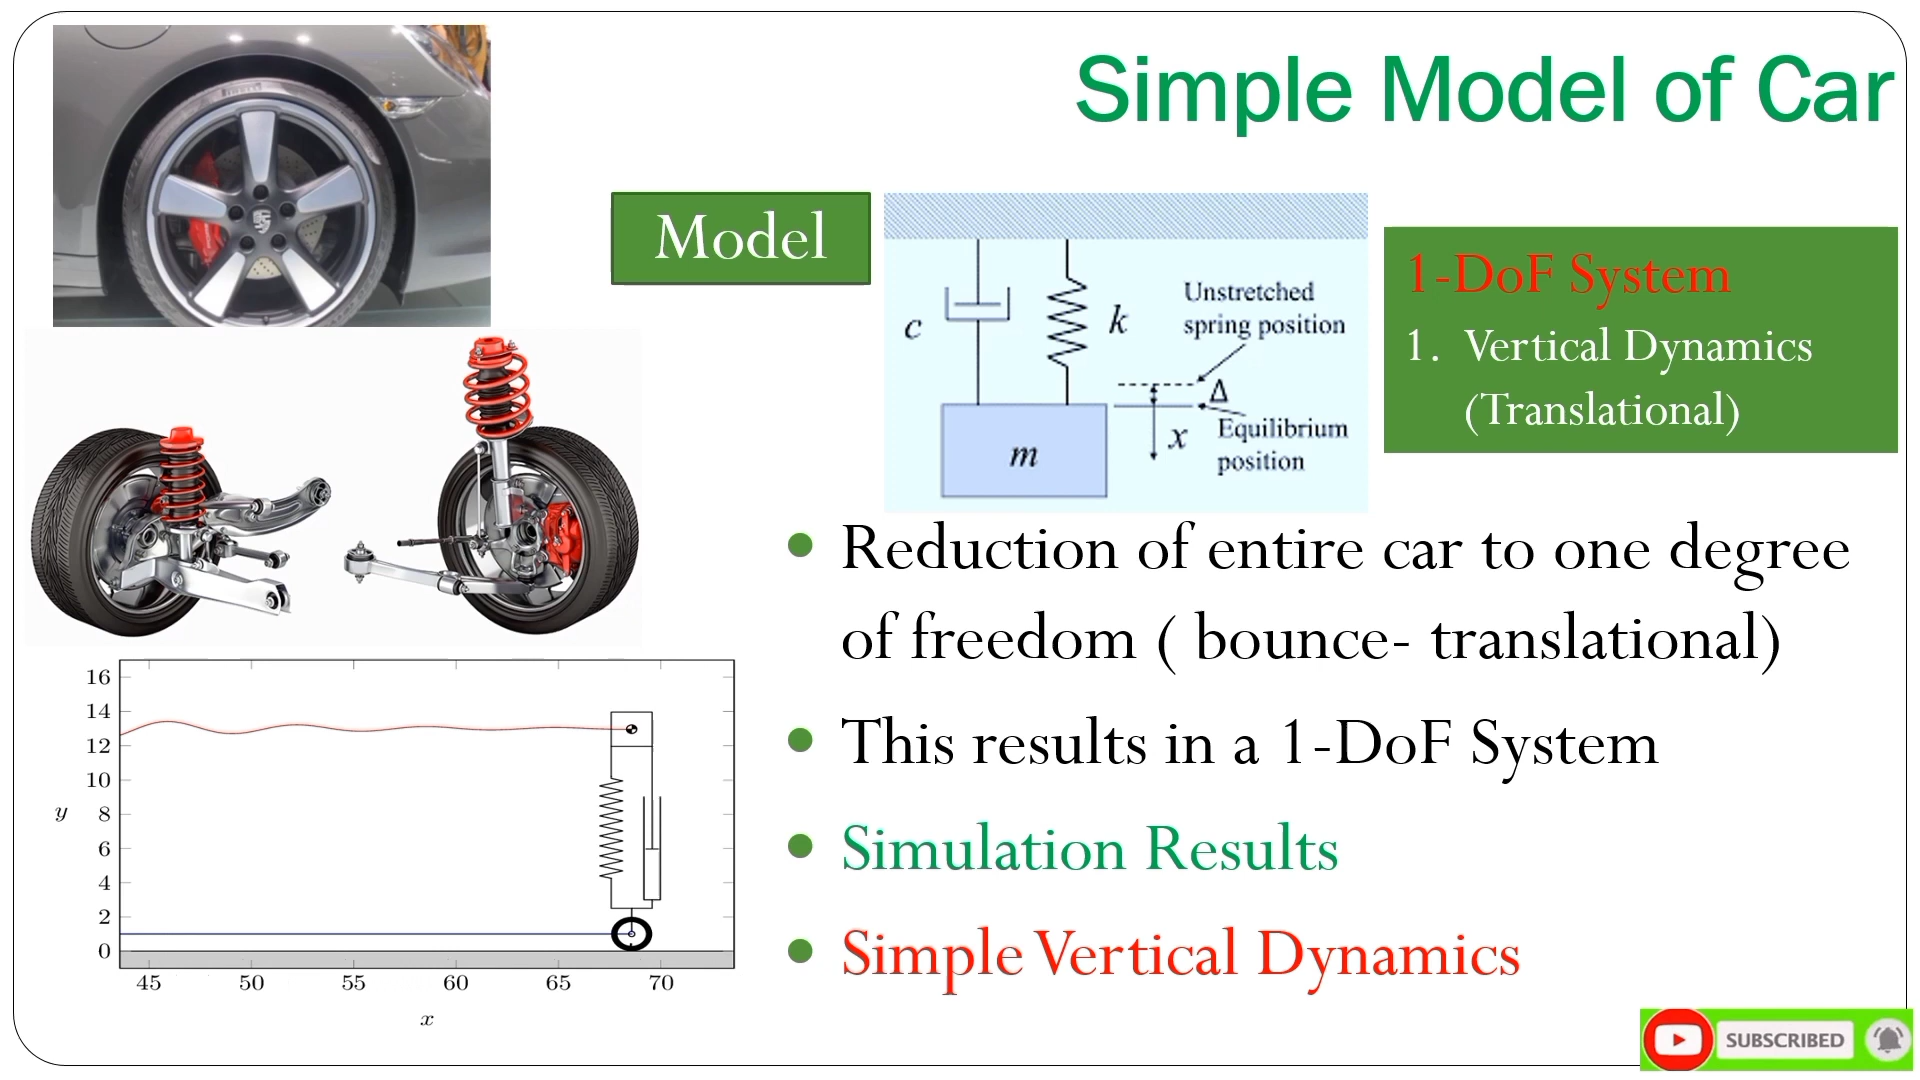 Simple Model of Car
PIRELLI
Model
c
k
m
Unstretched
spring position
Δ
x
Equilibrium
position
1-DoF System
1. Vertical Dynamics
(Translational)
• Reduction of entire car to one degree
of freedom ( bounce- translational)
• This results in a 1-DoF System
• Simulation Results
• Simple Vertical Dynamics
16
14
12
10
8
6
4
2
0
y
45 50 55 60 65 70
x
SUBSCRIBED